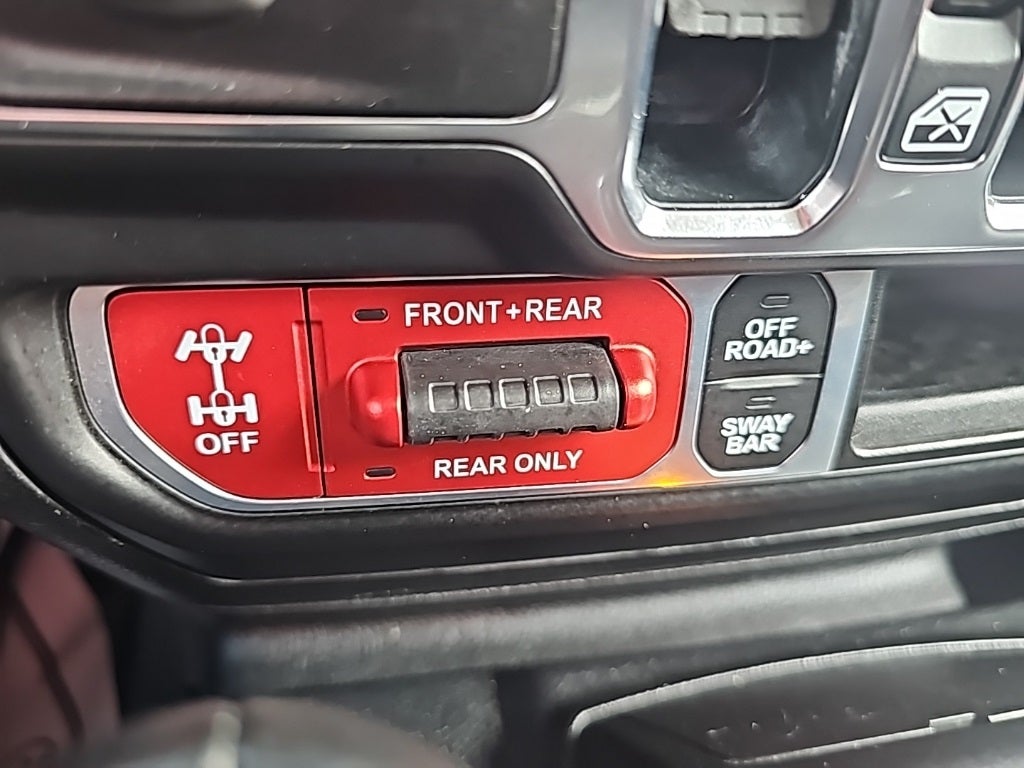 FRONT+REAR
OFF
REAR ONLY
OFF
ROAD+
SWAY
BAR